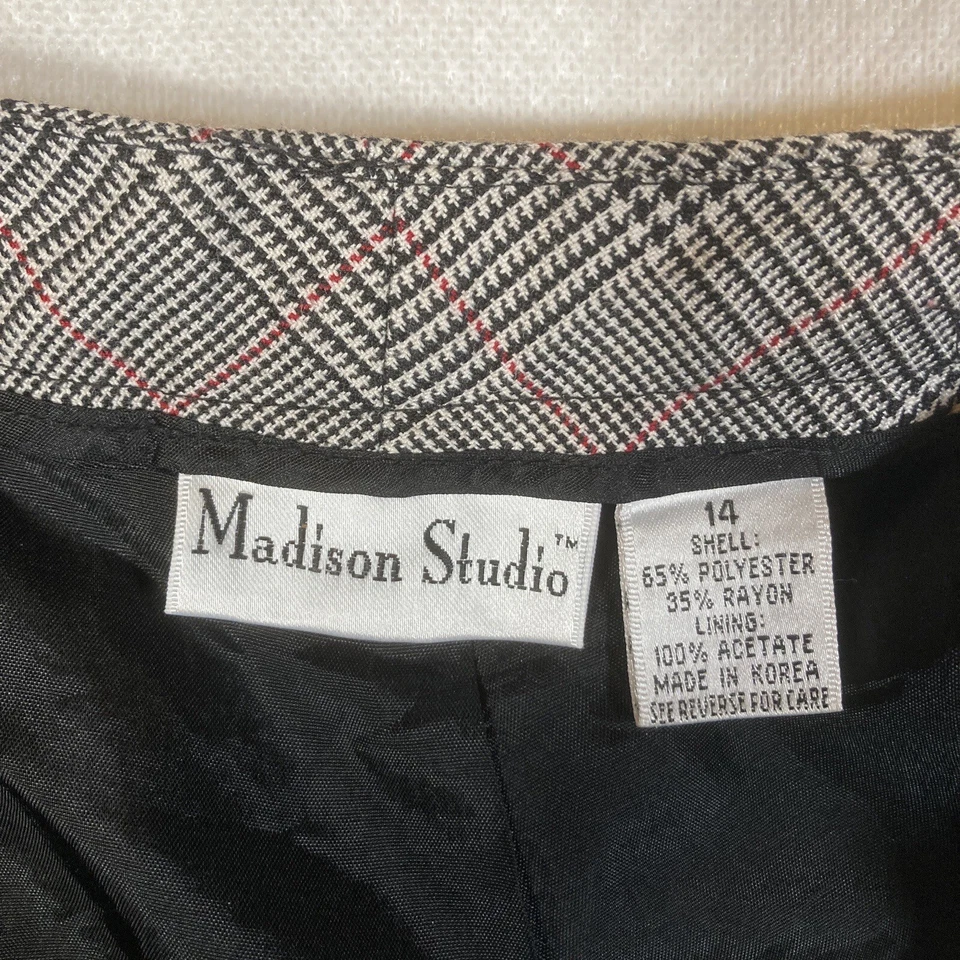 Madison Studio™
14
SHELL:
65% POLYESTER
35% RAYON
LINING:
100% ACETATE
MADE IN KOREA
SEE REVERSE FOR CARE